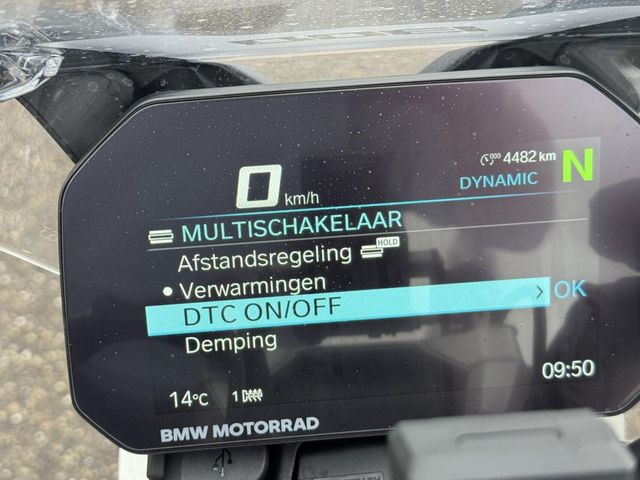 4482 km
0 km/h
DYNAMIC N
MULTISCHAKELAAR
Afstandsregeling HOLD
• Verwarmingen
DTC ON/OFF > OK
Demping
09:50
14°C 1
BMW MOTORRAD